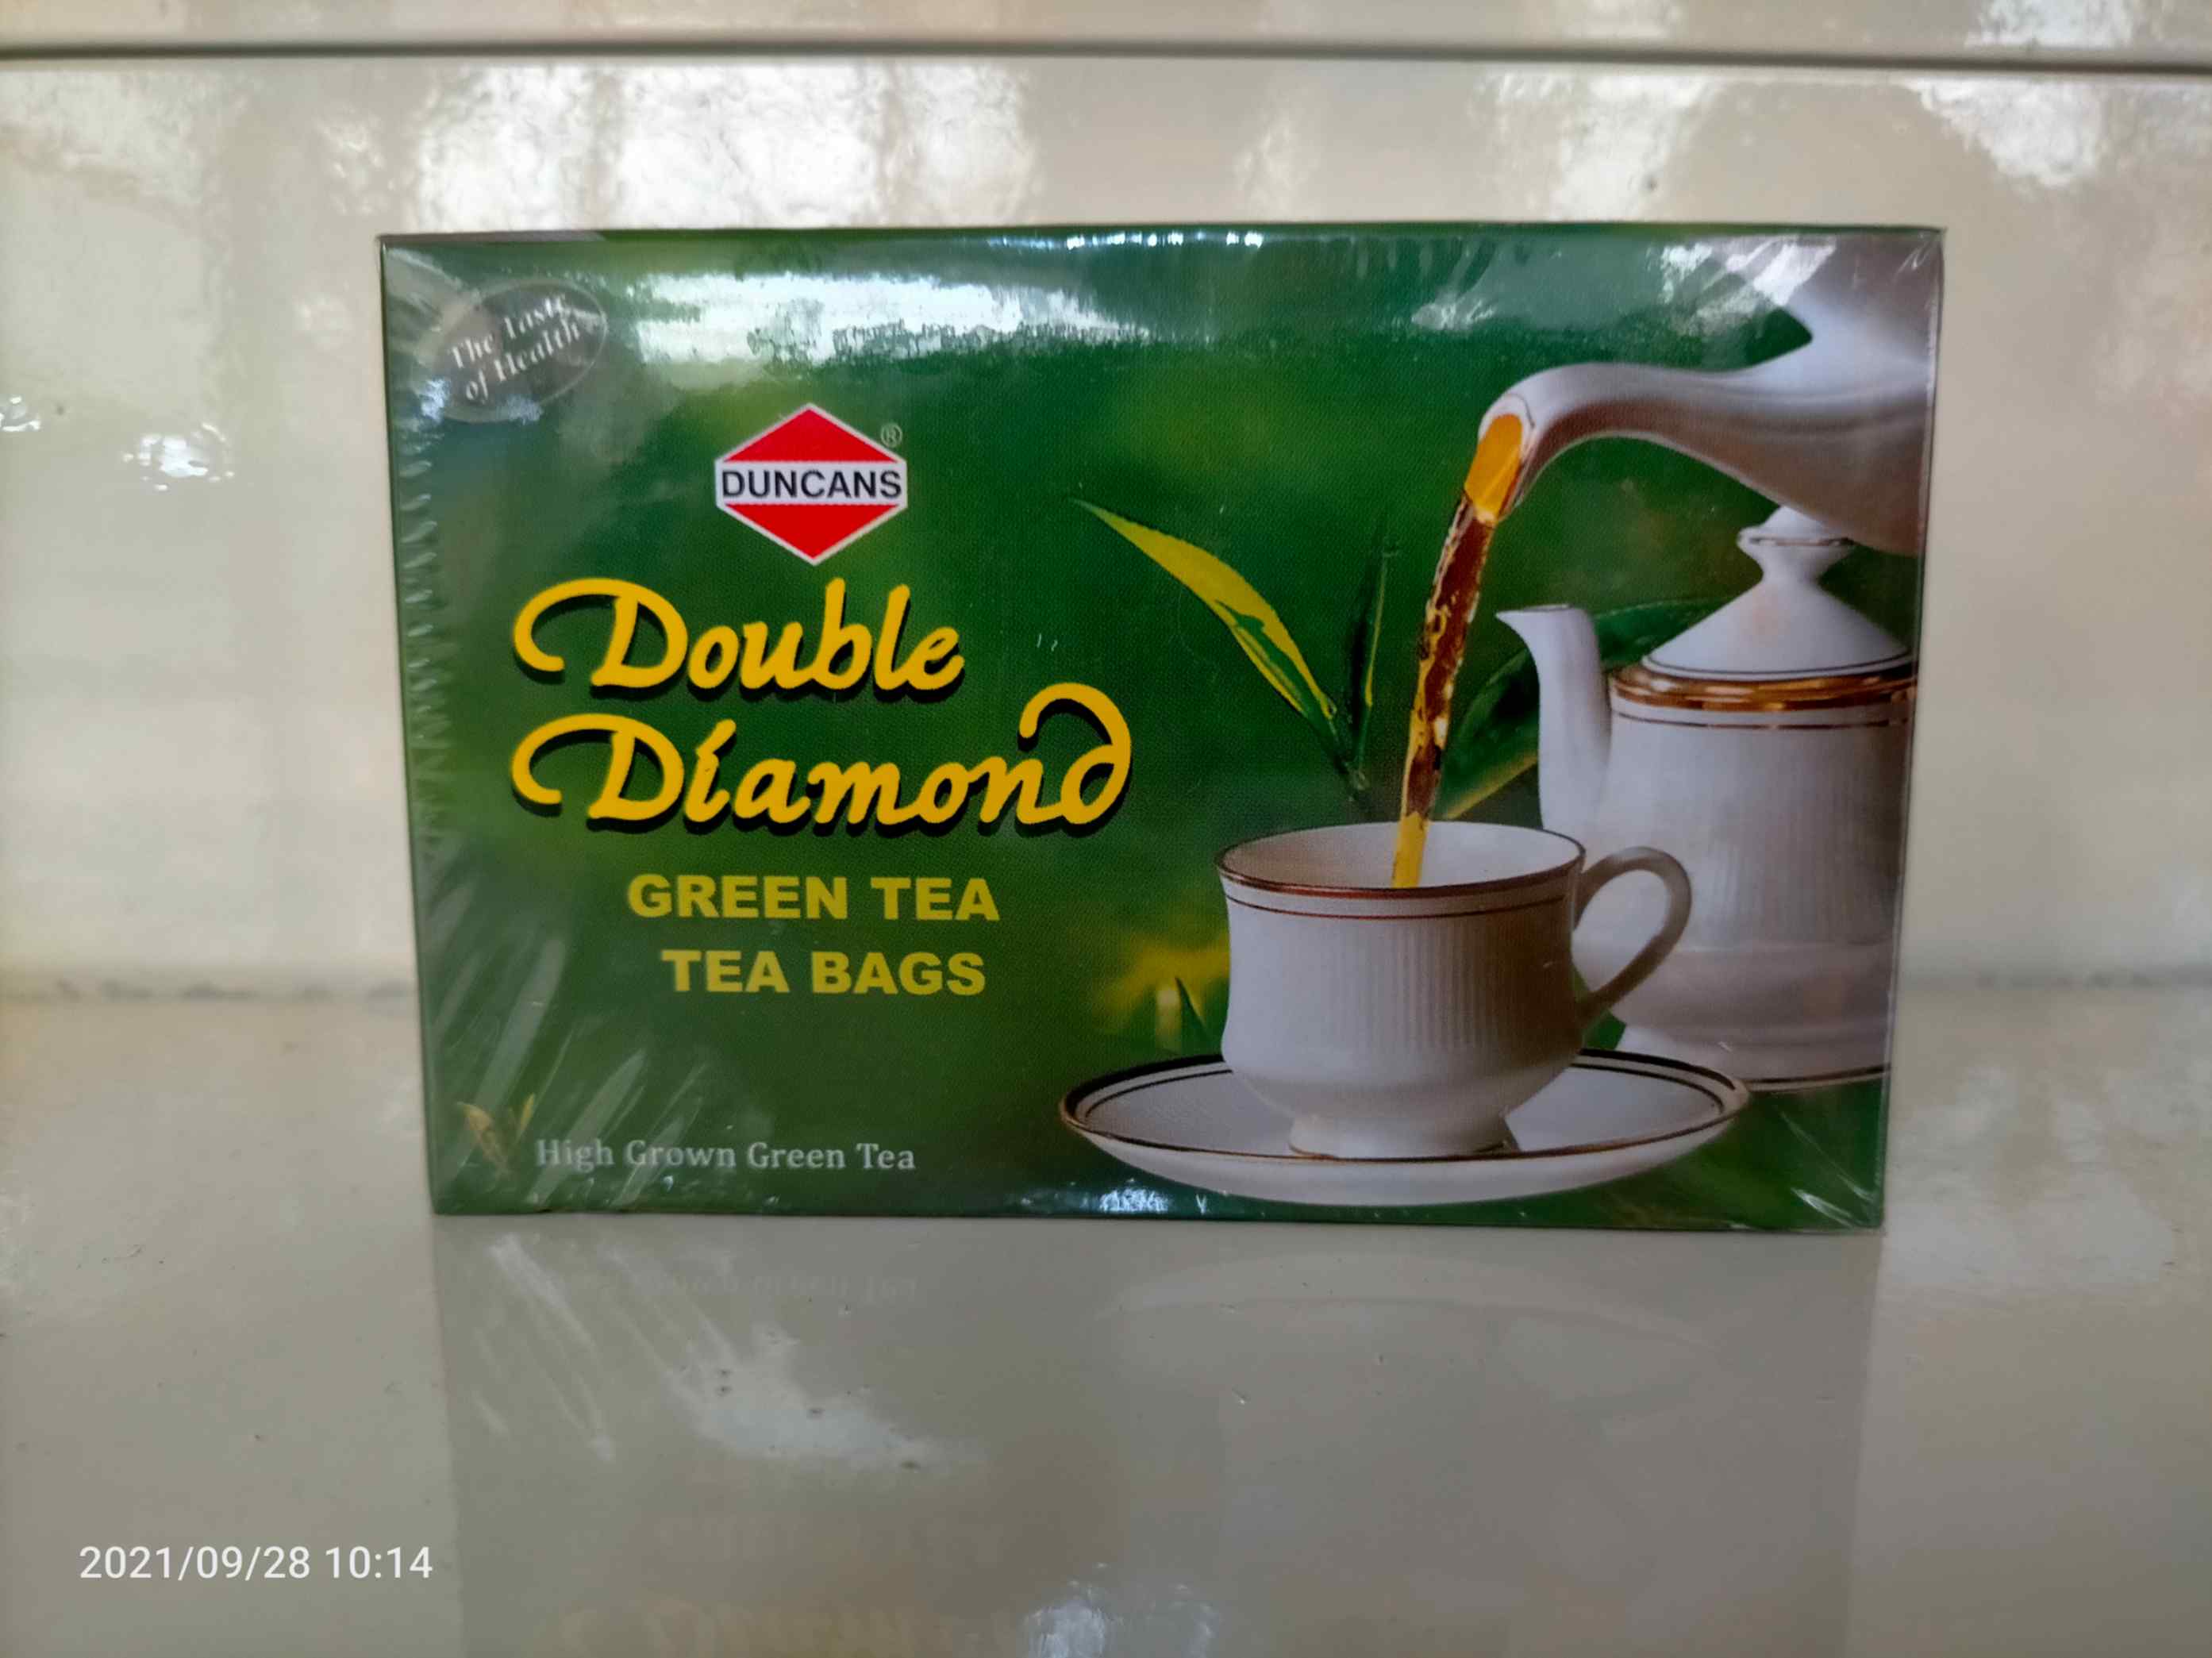 The Taste
of Health
DUNCANS
®
Double
Diamond
GREEN TEA
TEA BAGS
High Grown Green Tea
2021/09/28 10:14